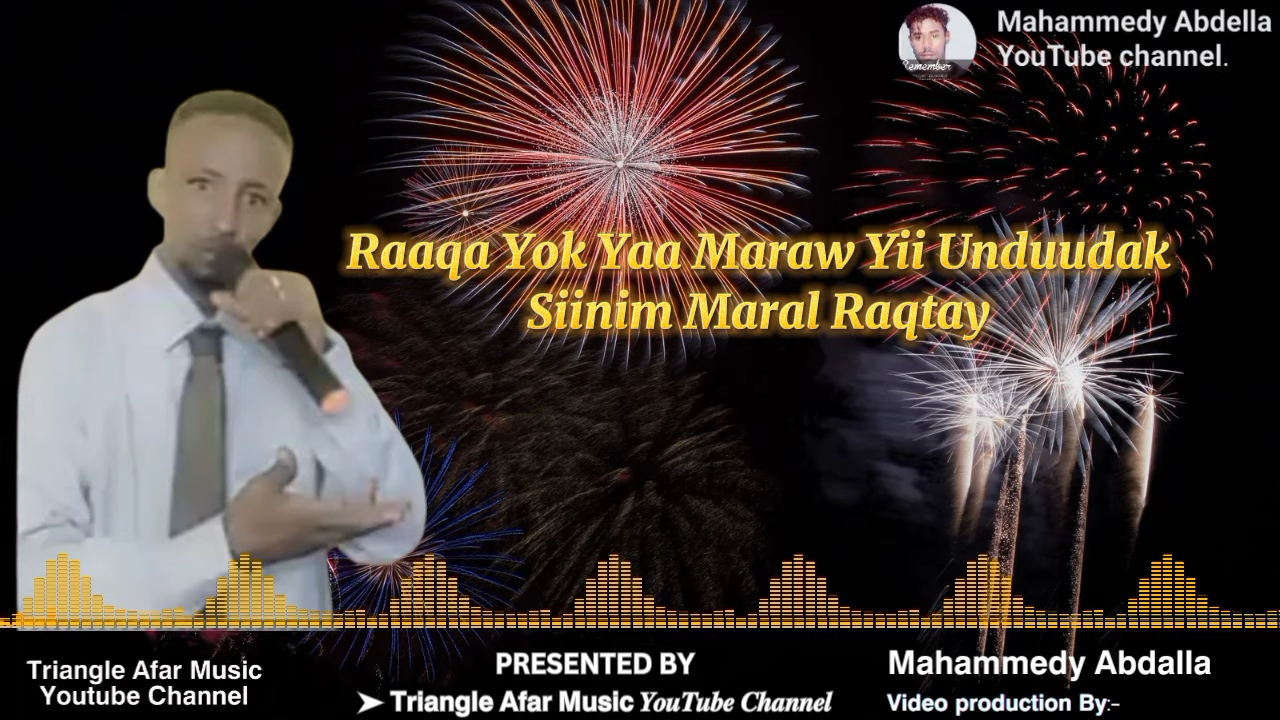 Mahammedy Abdella
YouTube channel.
Remember
Raaqa Yok Yaa Maraw Yii Unduudak
Siinim Maral Raqtay
Triangle Afar Music
Youtube Channel
PRESENTED BY
➤ Triangle Afar Music YouTube Channel
Mahammedy Abdalla
Video production By:-